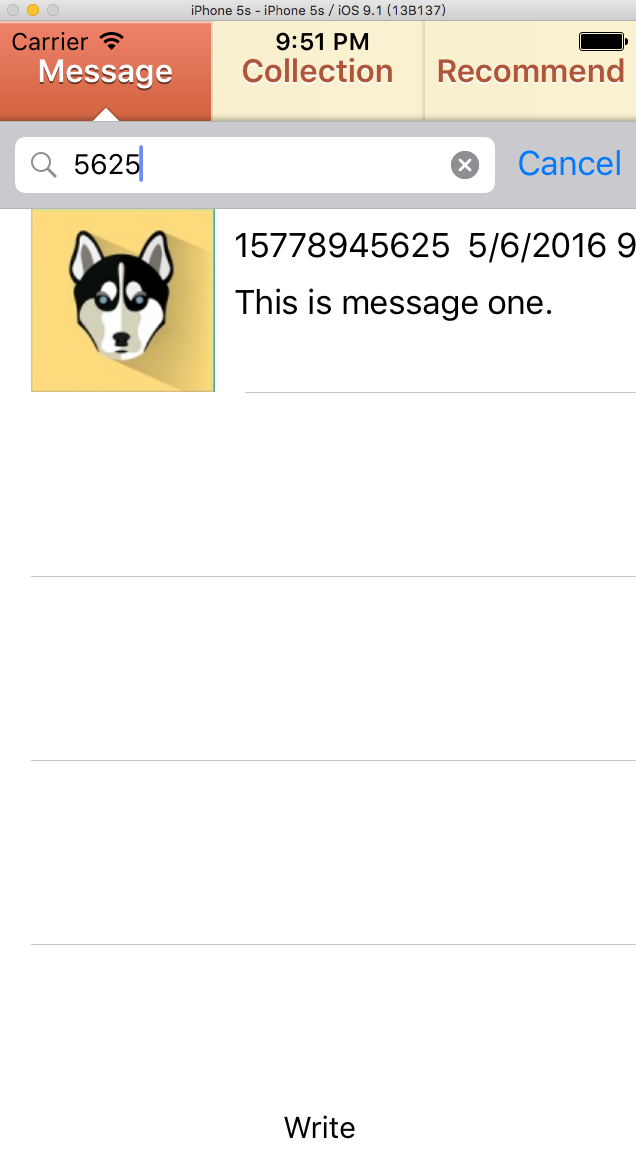 iPhone 5s - iPhone 5s / iOS 9.1 (13B137)
Carrier 9:51 PM
Message Collection Recommend
5625 Cancel
15778945625 5/6/2016 9
This is message one.
Write